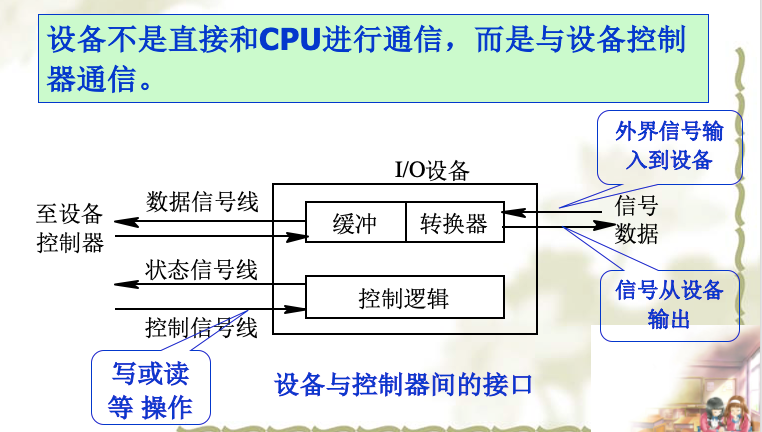 设备不是直接和CPU进行通信，而是与设备控制
器通信。
外界信号输
入到设备
I/O设备
至设备
控制器
数据信号线
缓冲
转换器
信号
数据
状态信号线
控制逻辑
信号从设备
输出
控制信号线
写或读
等 操作
设备与控制器间的接口